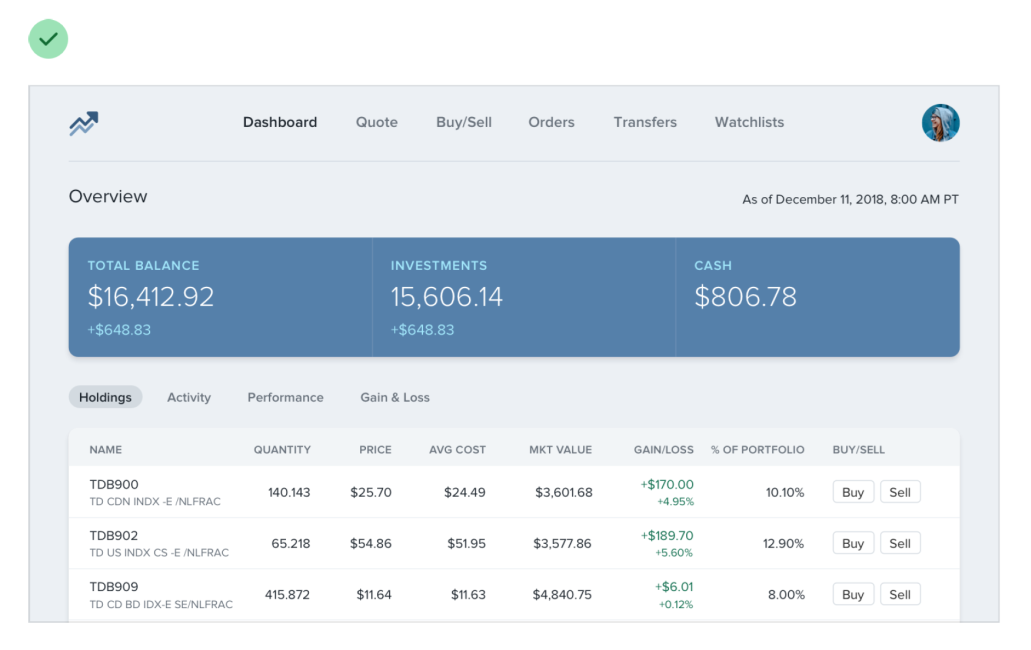 Dashboard Quote Buy/Sell Orders Transfers Watchlists
Overview As of December 11, 2018, 8:00 AM PT
TOTAL BALANCE INVESTMENTS CASH
$16,412.92 15,606.14 $806.78
+$648.83 +$648.83
Holdings Activity Performance Gain & Loss
NAME QUANTITY PRICE AVG COST MKT VALUE GAIN/LOSS % OF PORTFOLIO BUY/SELL
TDB900 140.143 $25.70 $24.49 $3,601.68 +$170.00 10.10% Buy Sell
TD CDN INDX -E /NLFRAC +4.95%
TDB902 65.218 $54.86 $51.95 $3,577.86 +$189.70 12.90% Buy Sell
TD US INDX CS -E /NLFRAC +5.60%
TDB909 415.872 $11.64 $11.63 $4,840.75 +$6.01 8.00% Buy Sell
TD CD BD IDX-E SE/NLFRAC +0.12%